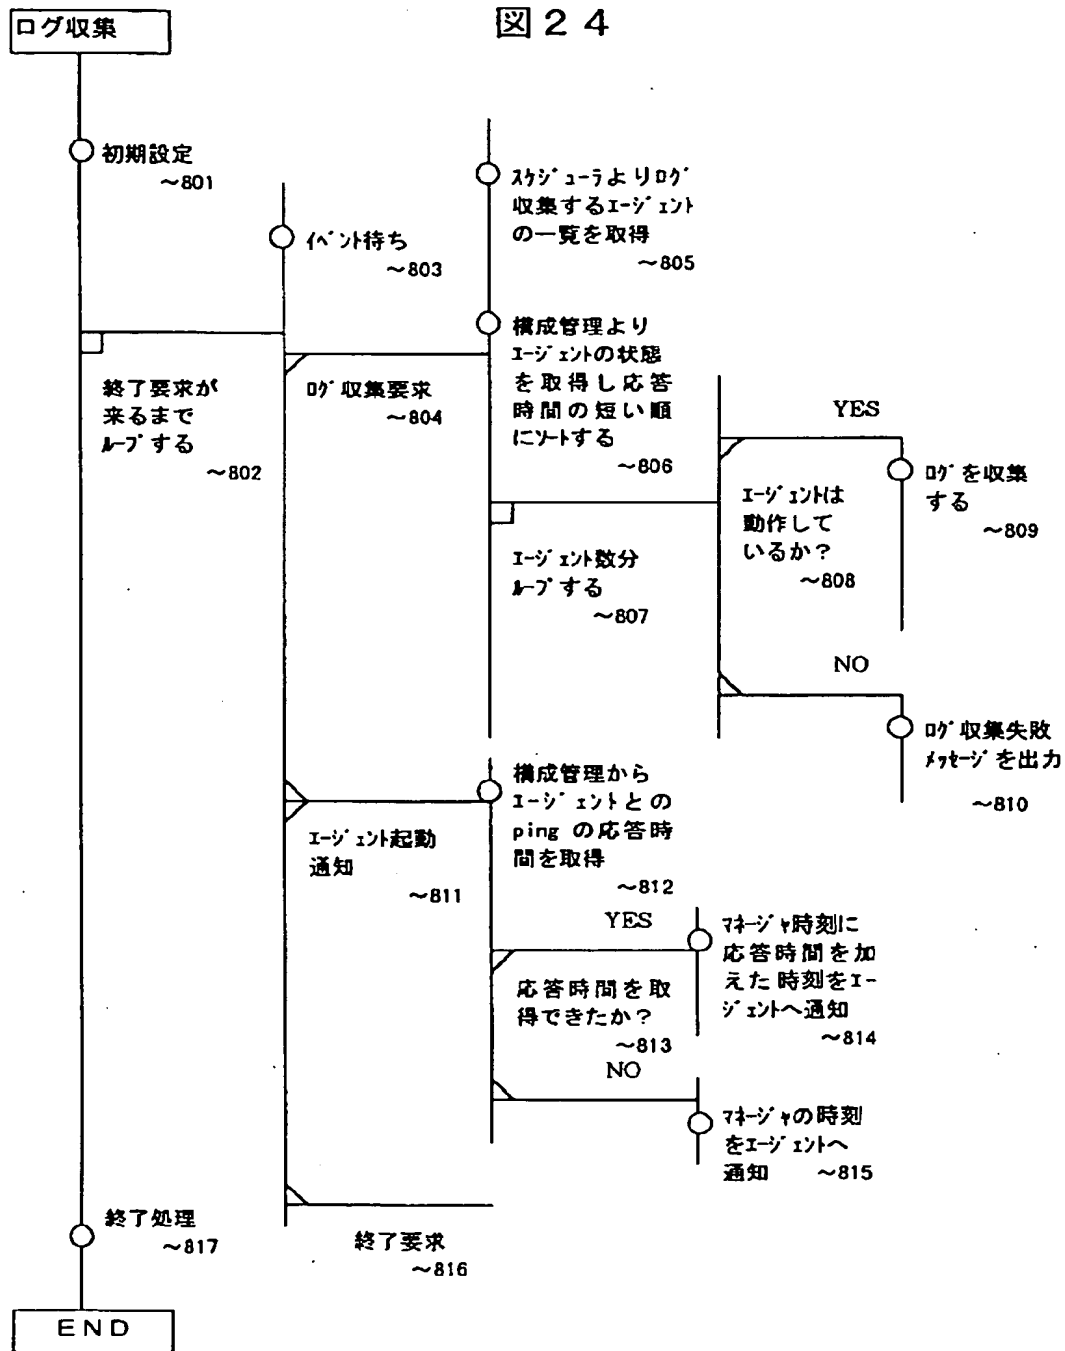 図24
ログ収集
初期設定
~801
イベント待ち
~803
スケジューラよりログ
収集するエージェント
の一覧を取得
~805
終了要求が
来るまで
ループする
~802
ログ収集要求
~804
構成管理より
エージェントの状態
を取得し応答
時間の短い順
にソートする
~806
エージェント数分
ループする
~807
YES
エージェントは
動作して
いるか？
~808
ログを収集
する
~809
NO
ログ収集失敗
メッセージを出力
~810
エージェント起動
通知
~811
構成管理から
エージェントとの
pingの応答時
間を取得
~812
YES
応答時間を取
得できたか？
~813
マネージャ時刻に
応答時間を加
えた時刻をエー
ジェントへ通知
~814
NO
マネージャの時刻
をエージェントへ
通知 ~815
終了要求
~816
終了処理
~817
END